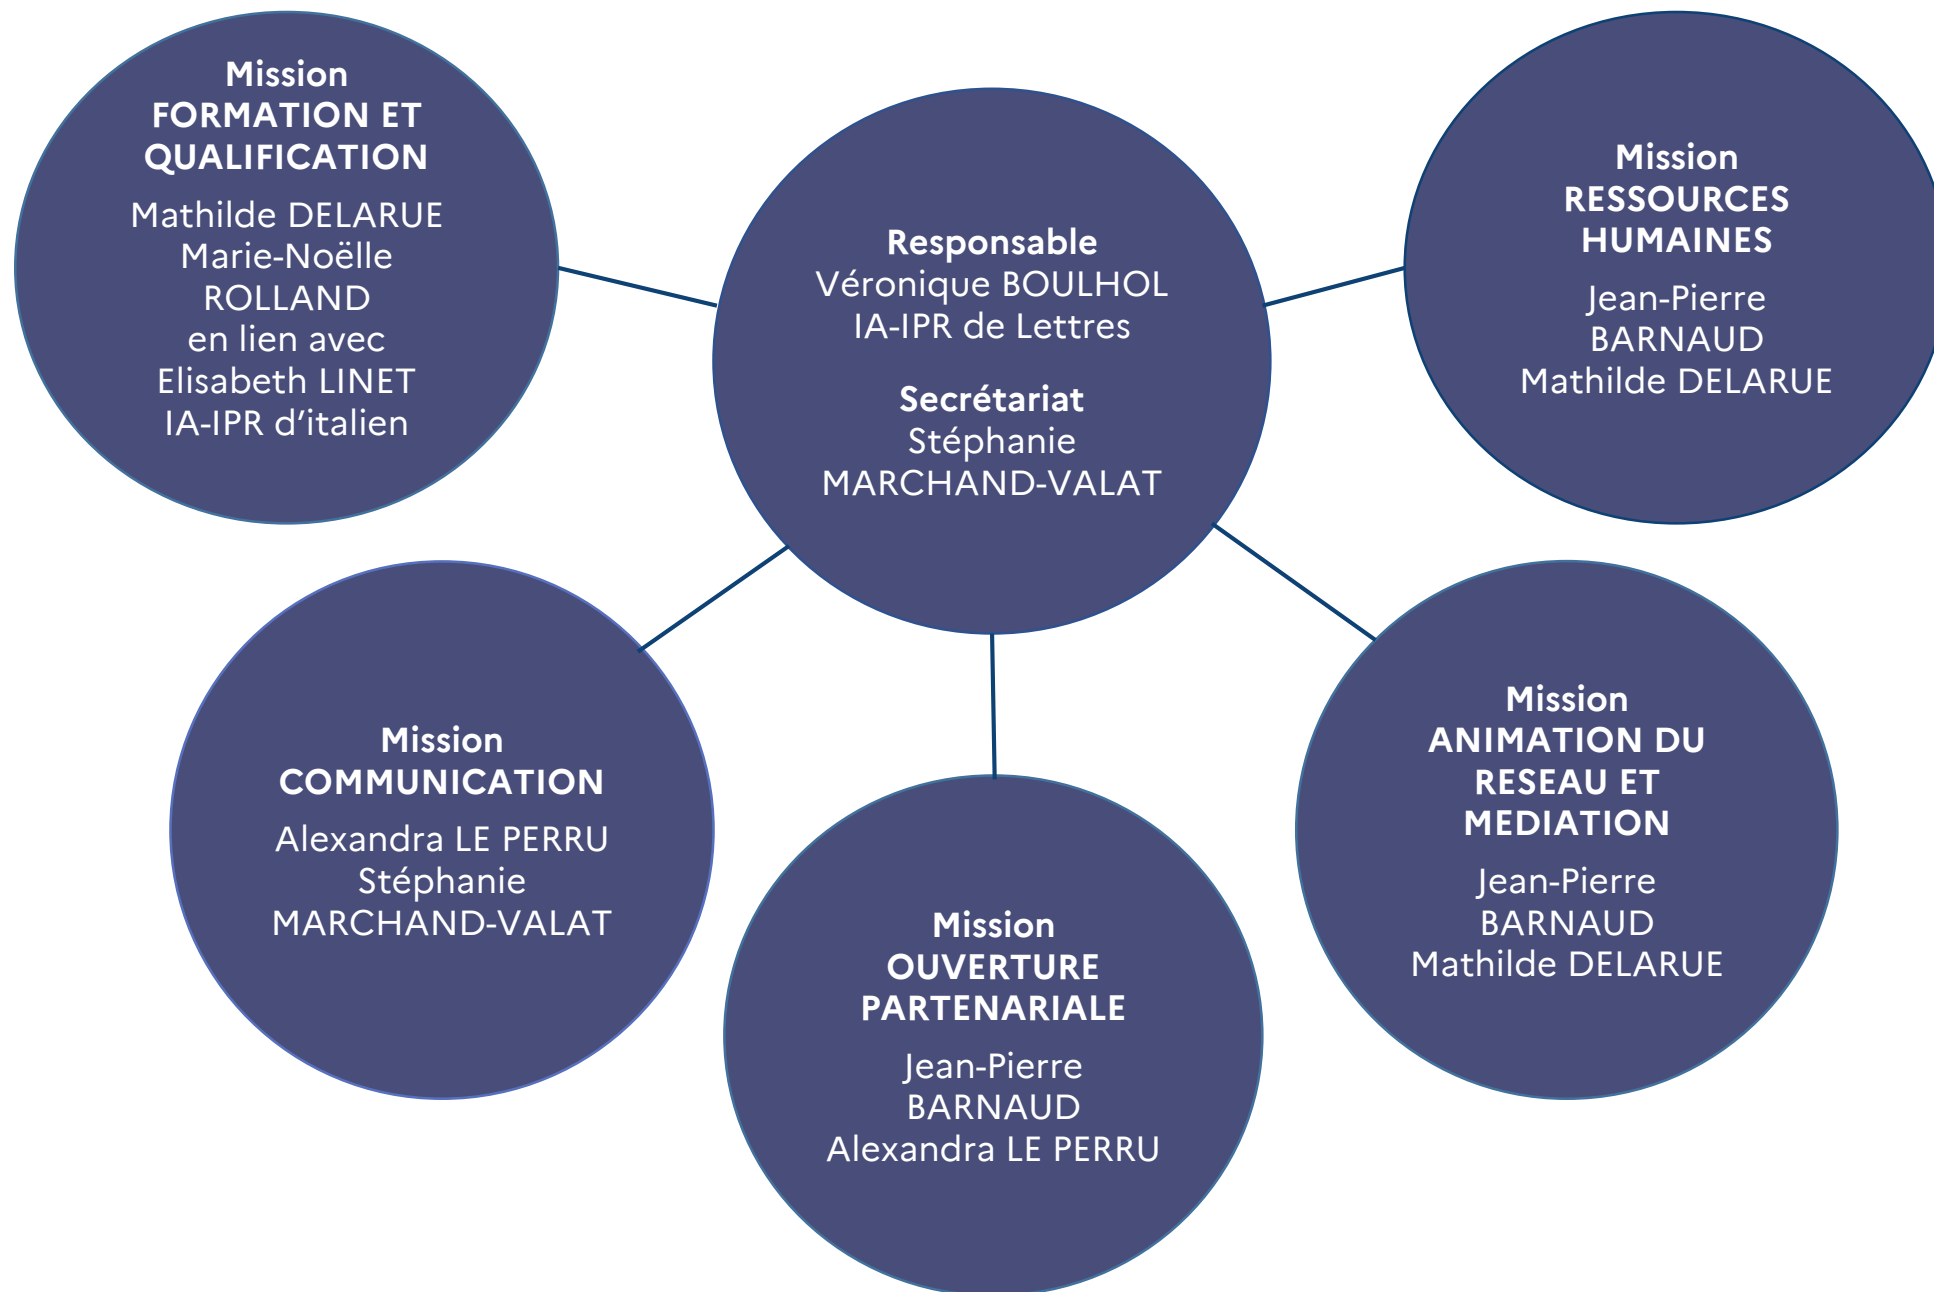 Mission
FORMATION ET
QUALIFICATION
Mathilde DELARUE
Marie-Noëlle
ROLLAND
en lien avec
Elisabeth LINET
IA-IPR d’italien
Responsable
Véronique BOULHOL
IA-IPR de Lettres
Secrétariat
Stéphanie
MARCHAND-VALAT
Mission
RESSOURCES
HUMAINES
Jean-Pierre
BARNAUD
Mathilde DELARUE
Mission
COMMUNICATION
Alexandra LE PERRU
Stéphanie
MARCHAND-VALAT
Mission
OUVERTURE
PARTENARIALE
Jean-Pierre
BARNAUD
Alexandra LE PERRU
Mission
ANIMATION DU
RESEAU ET
MEDIATION
Jean-Pierre
BARNAUD
Mathilde DELARUE